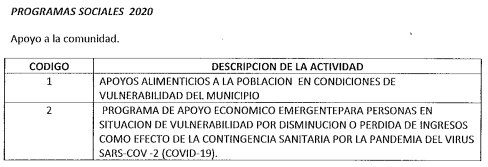 PROGRAMAS SOCIALES 2020
Apoyo a la comunidad.
CODIGO DESCRIPCION DE LA ACTIVIDAD
1 APOYOS ALIMENTICIOS A LA POBLACION EN CONDICIONES DE
VULNERABILIDAD DEL MUNICIPIO
2 PROGRAMA DE APOYO ECONOMICO EMERGENTEPARA PERSONAS EN
SITUACION DE VULNERABILIDAD POR DISMINUCION O PERDIDA DE INGRESOS
COMO EFECTO DE LA CONTINGENCIA SANITARIA POR LA PANDEMIA DEL VIRUS
SARS-COV -2 (COVID-19).